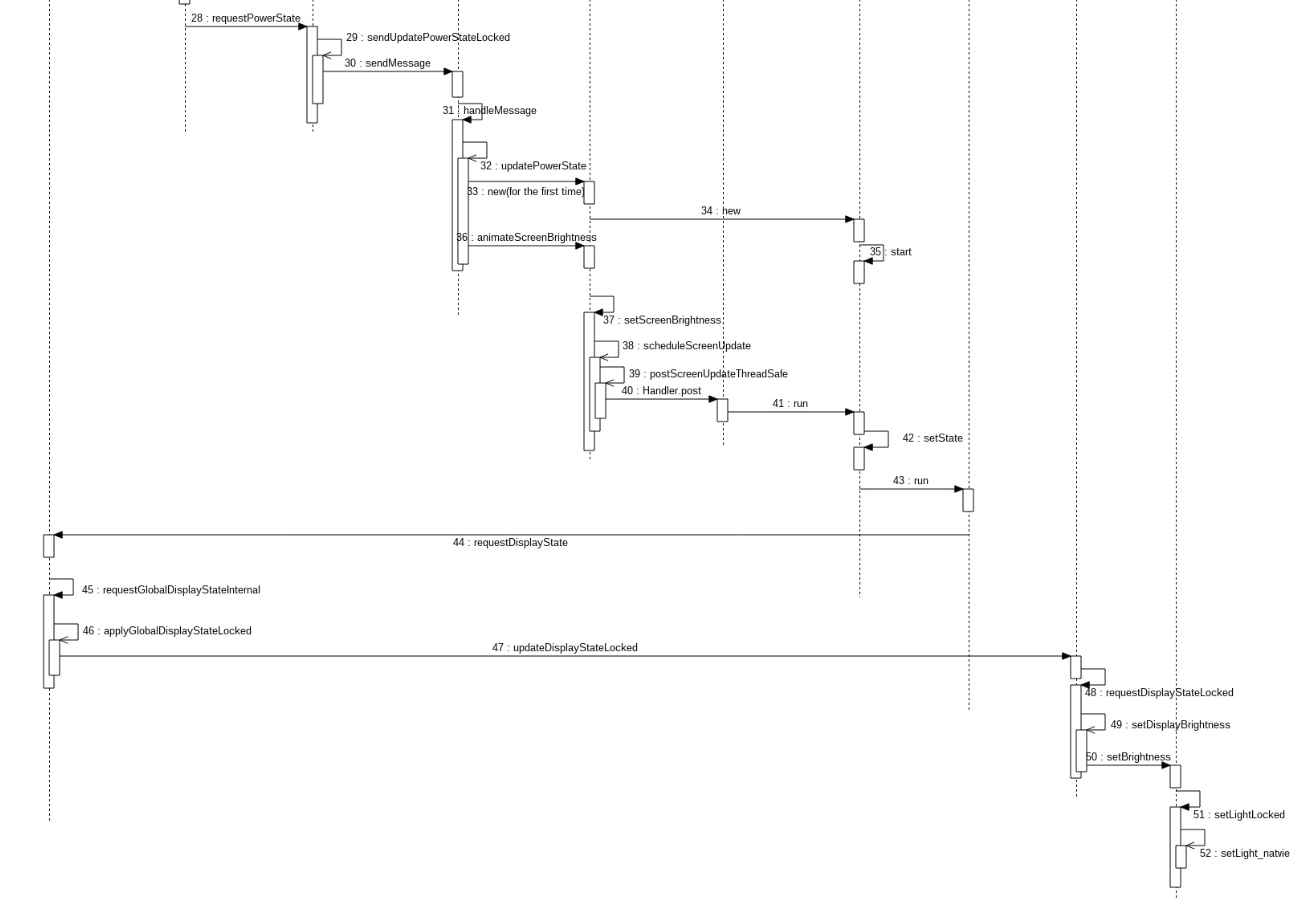 28 : requestPowerState
29 : sendUpdatePowerStateLocked
30 : sendMessage
31 : handleMessage
32 : updatePowerState
33 : new(for the first time)
34 : new
36 : animateScreenBrightness
35 : start
37 : setScreenBrightness
38 : scheduleScreenUpdate
39 : postScreenUpdateThreadSafe
40 : Handler.post
41 : run
42 : setState
43 : run
44 : requestDisplayState
45 : requestGlobalDisplayStateInternal
46 : applyGlobalDisplayStateLocked
47 : updateDisplayStateLocked
48 : requestDisplayStateLocked
49 : setDisplayBrightness
50 : setBrightness
51 : setLightLocked
52 : setLight_natvie